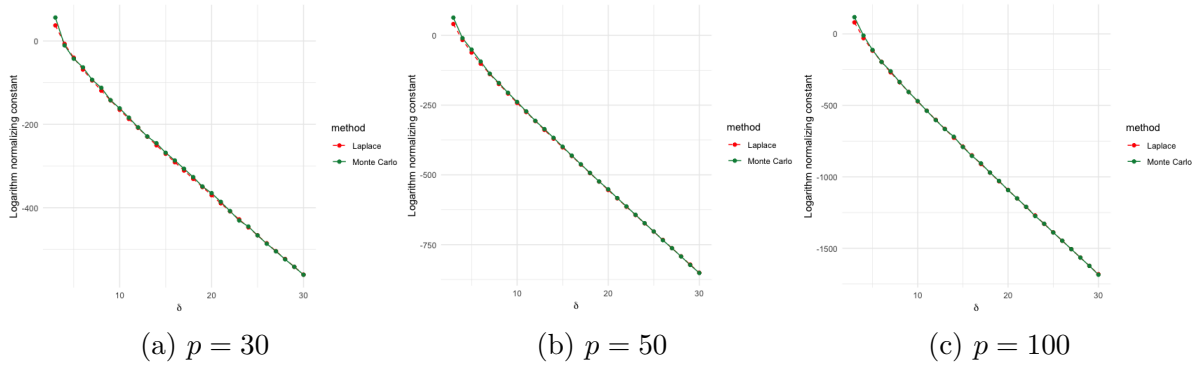 0
-200
-400
10
20
30
δ
Logarithm normalizing constant
method
Laplace
Monte Carlo
(a) p = 30
0
-250
-500
-750
10
20
30
δ
Logarithm normalizing constant
method
Laplace
Monte Carlo
(b) p = 50
0
-500
-1000
-1500
10
20
30
δ
Logarithm normalizing constant
method
Laplace
Monte Carlo
(c) p = 100